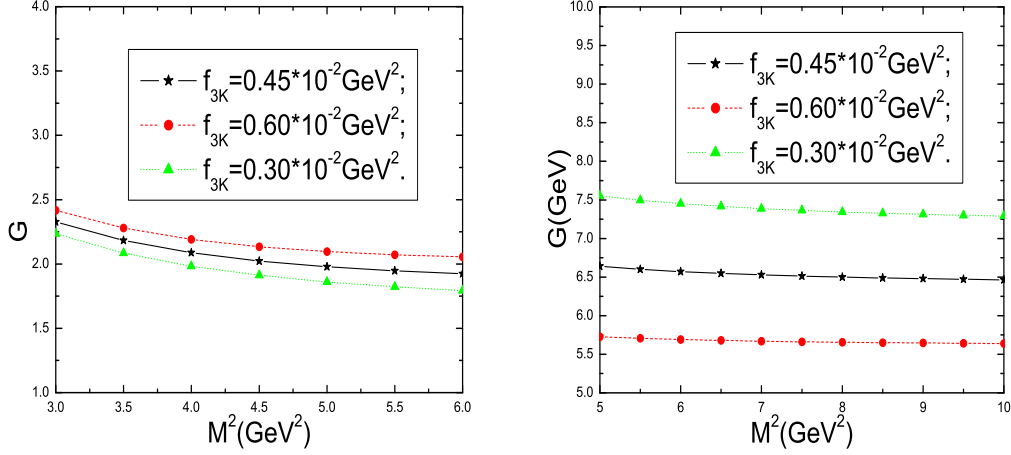 4.0
3.5
3.0
2.5
2.0
1.5
1.0
G
f3K=0.45*10-2GeV2;
f3K=0.60*10-2GeV2;
f3K=0.30*10-2GeV2.
3.0 3.5 4.0 4.5 5.0 5.5 6.0
M2(GeV2)
10.0
9.5
9.0
8.5
8.0
7.5
7.0
6.5
6.0
5.5
5.0
G(GeV)
f3K=0.45*10-2GeV2;
f3K=0.60*10-2GeV2;
f3K=0.30*10-2GeV2.
5 6 7 8 9 10
M2(GeV2)